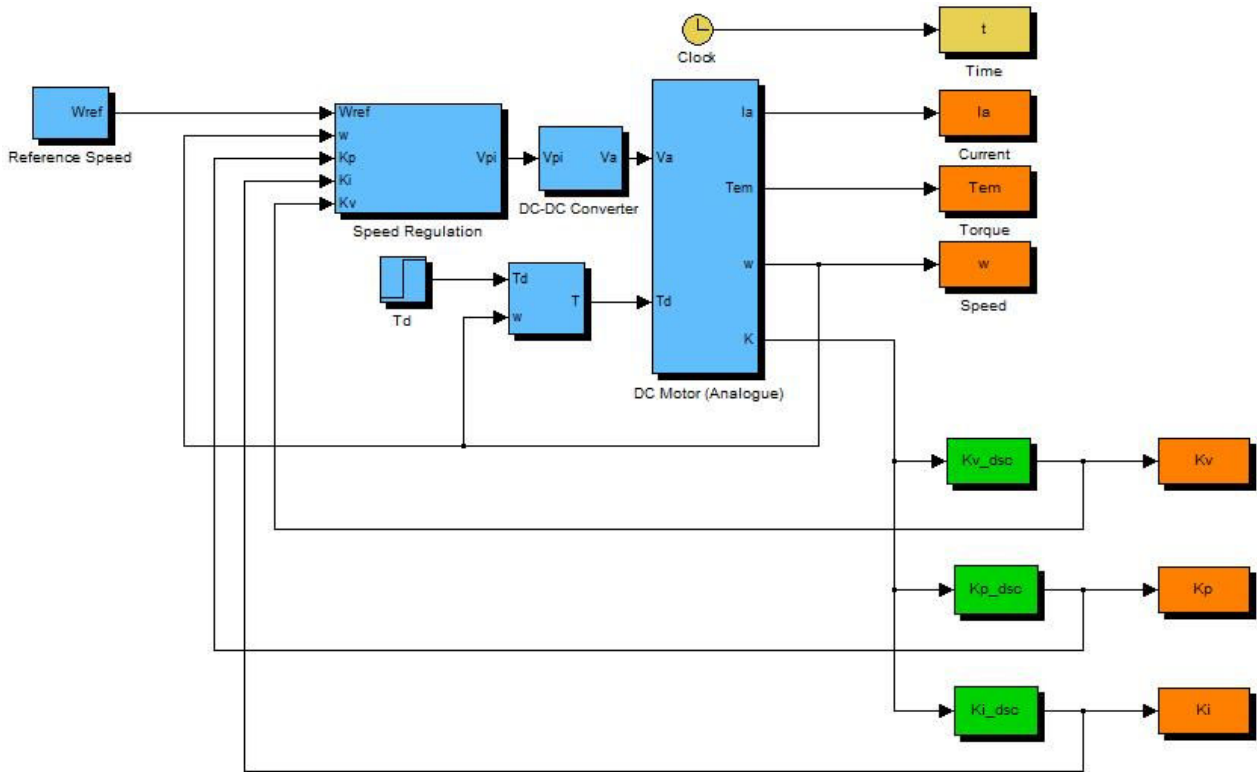 t
Clock
Time
Wref
Reference Speed
Wref
w
Kp
Ki
Kv
Vpi
Speed Regulation
Vpi
Va
DC-DC Converter
Va
Td
Ia
Tem
w
K
DC Motor (Analogue)
Ia
Current
Tem
Torque
w
Speed
Td
Td
w
T
Kv_dsc
Kv
Kp_dsc
Kp
Ki_dsc
Ki